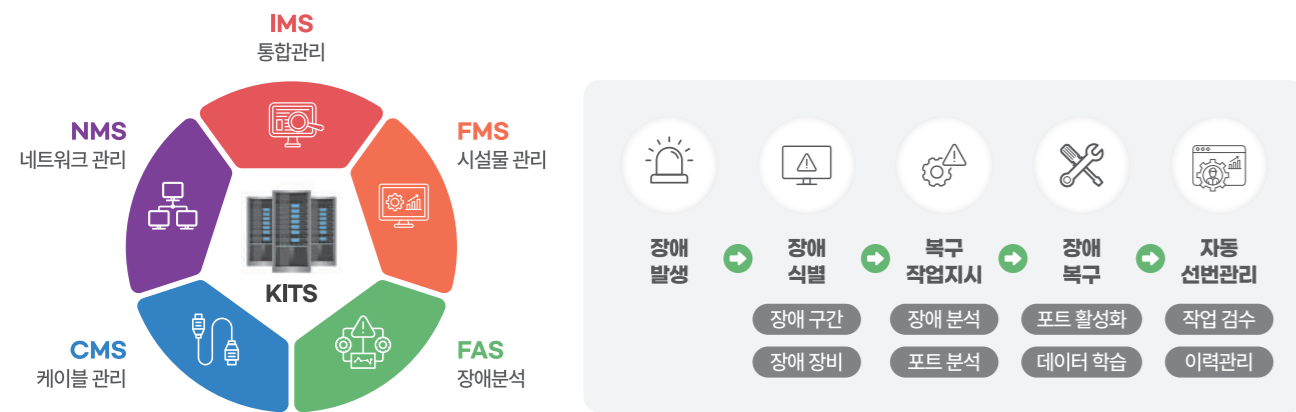 IMS
통합관리
NMS
네트워크 관리
FMS
시설물 관리
KITS
CMS
케이블 관리
FAS
장애분석
장애
발생
장애
식별
복구
작업지시
장애
복구
자동
선번관리
장애 구간
장애 분석
포트 활성화
작업 검수
장애 장비
포트 분석
데이터 학습
이력관리